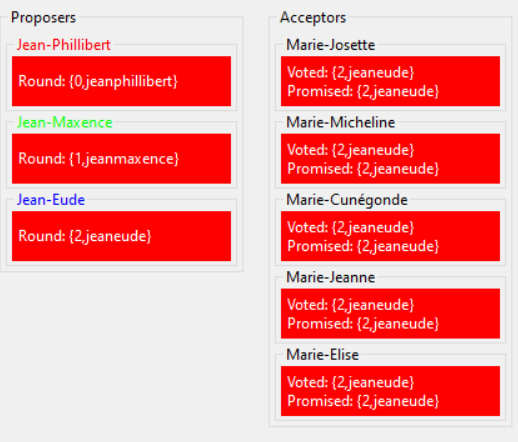 Proposers
Jean-Phillibert
Round: {0,jeanphillibert}
Jean-Maxence
Round: {1,jeanmaxence}
Jean-Eude
Round: {2,jeaneude}
Acceptors
Marie-Josette
Voted: {2,jeaneude}
Promised: {2,jeaneude}
Marie-Micheline
Voted: {2,jeaneude}
Promised: {2,jeaneude}
Marie-Cunégonde
Voted: {2,jeaneude}
Promised: {2,jeaneude}
Marie-Jeanne
Voted: {2,jeaneude}
Promised: {2,jeaneude}
Marie-Elise
Voted: {2,jeaneude}
Promised: {2,jeaneude}